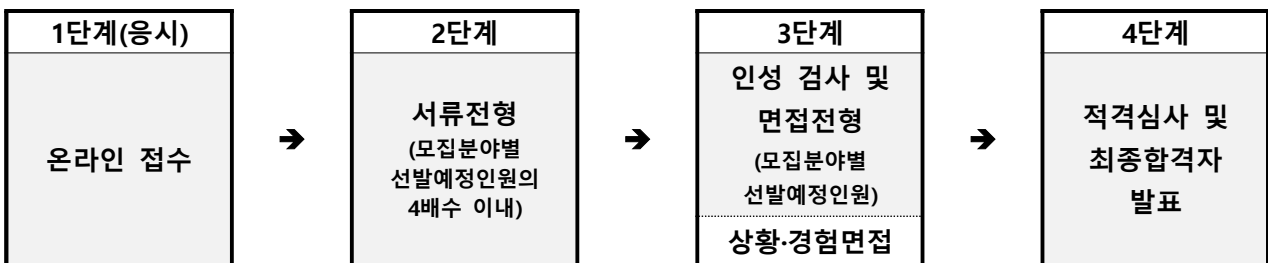 1단계(응시)
온라인 접수
➔
2단계
서류전형
(모집분야별
선발예정인원의
4배수 이내)
➔
3단계
인성 검사 및
면접전형
(모집분야별
선발예정인원)
상황·경험면접
➔
4단계
적격심사 및
최종합격자
발표